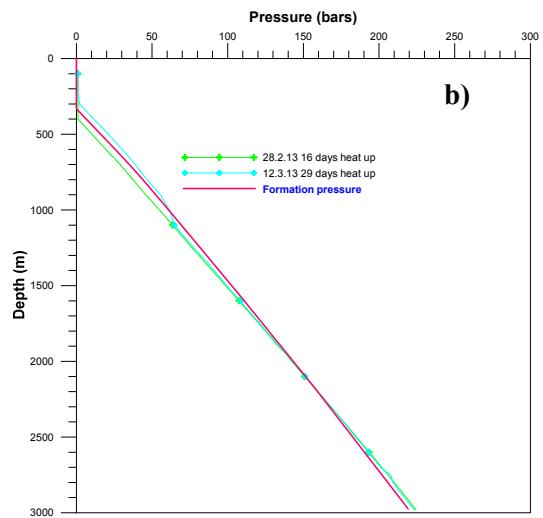 Pressure (bars)
0 50 100 150 200 250 300
0
b)
500
28.2.13 16 days heat up
12.3.13 29 days heat up
Formation pressure
1000
Depth (m)
1500
2000
2500
3000